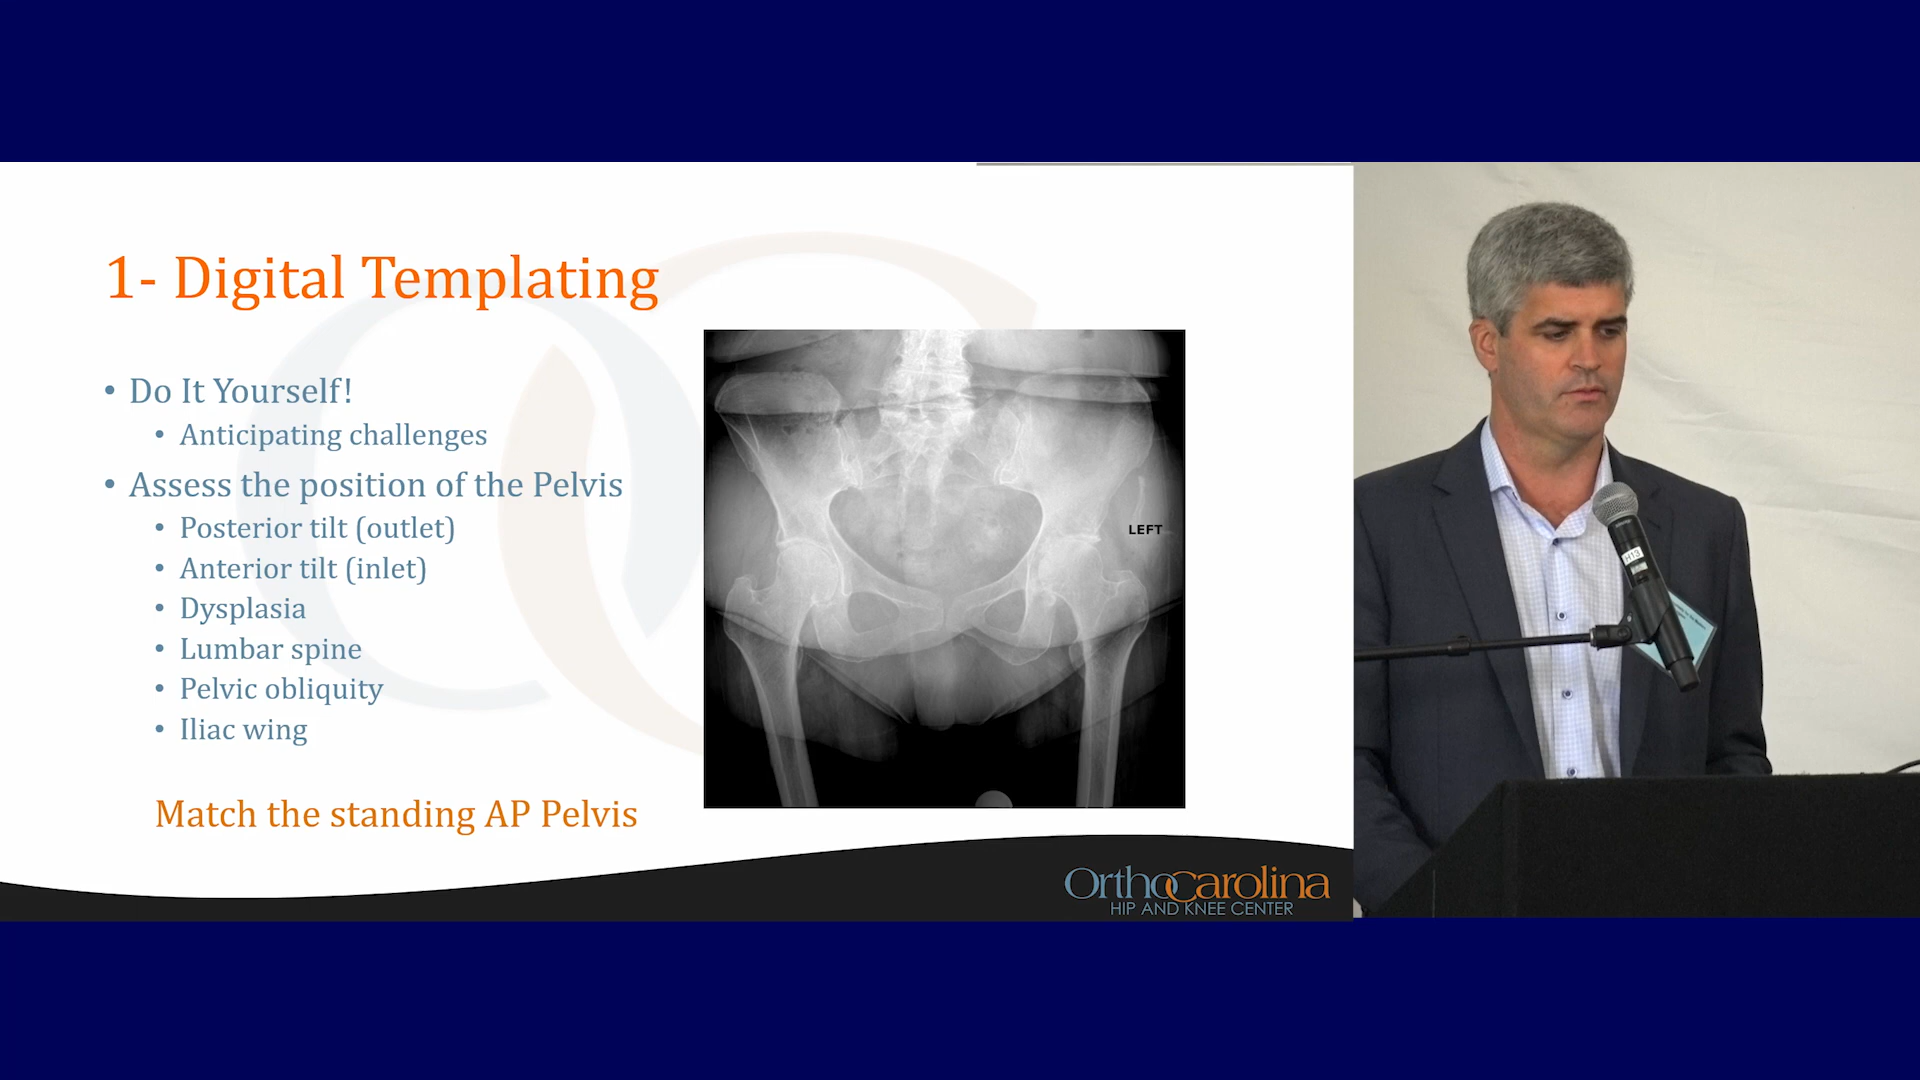 1- Digital Templating
• Do It Yourself!
• Anticipating challenges
• Assess the position of the Pelvis
• Posterior tilt (outlet)
• Anterior tilt (inlet)
• Dysplasia
• Lumbar spine
• Pelvic obliquity
• Iliac wing
Match the standing AP Pelvis
LEFT
OrthoCarolina
HIP AND KNEE CENTER
H13